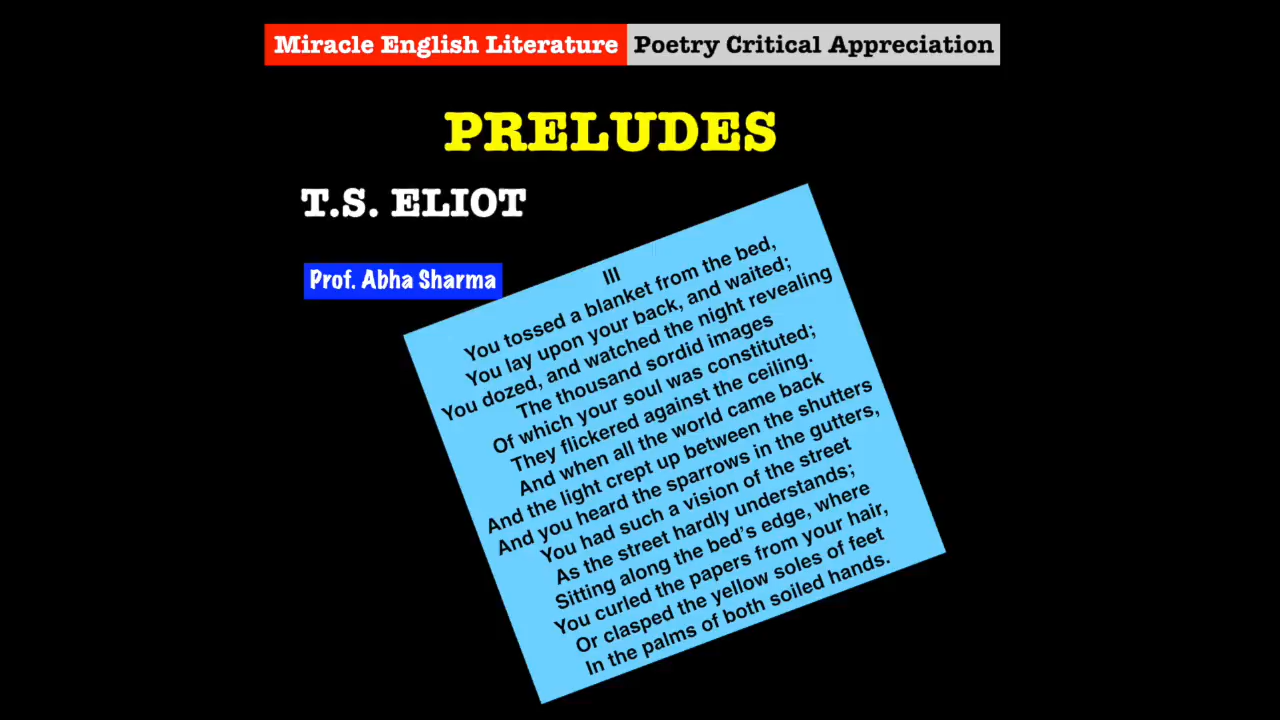 Miracle English Literature Poetry Critical Appreciation
PRELUDES
T.S. ELIOT
Prof. Abha Sharma
III
You tossed a blanket from the bed,
You lay upon your back, and waited;
You dozed, and watched the night revealing
The thousand sordid images
Of which your soul was constituted;
They flickered against the ceiling.
And when all the world came back
And the light crept up between the shutters
And you heard the sparrows in the gutters,
You had such a vision of the street
As the street hardly understands;
Sitting along the bed’s edge, where
You curled the papers from your hair,
Or clasped the yellow soles of feet
In the palms of both soiled hands.